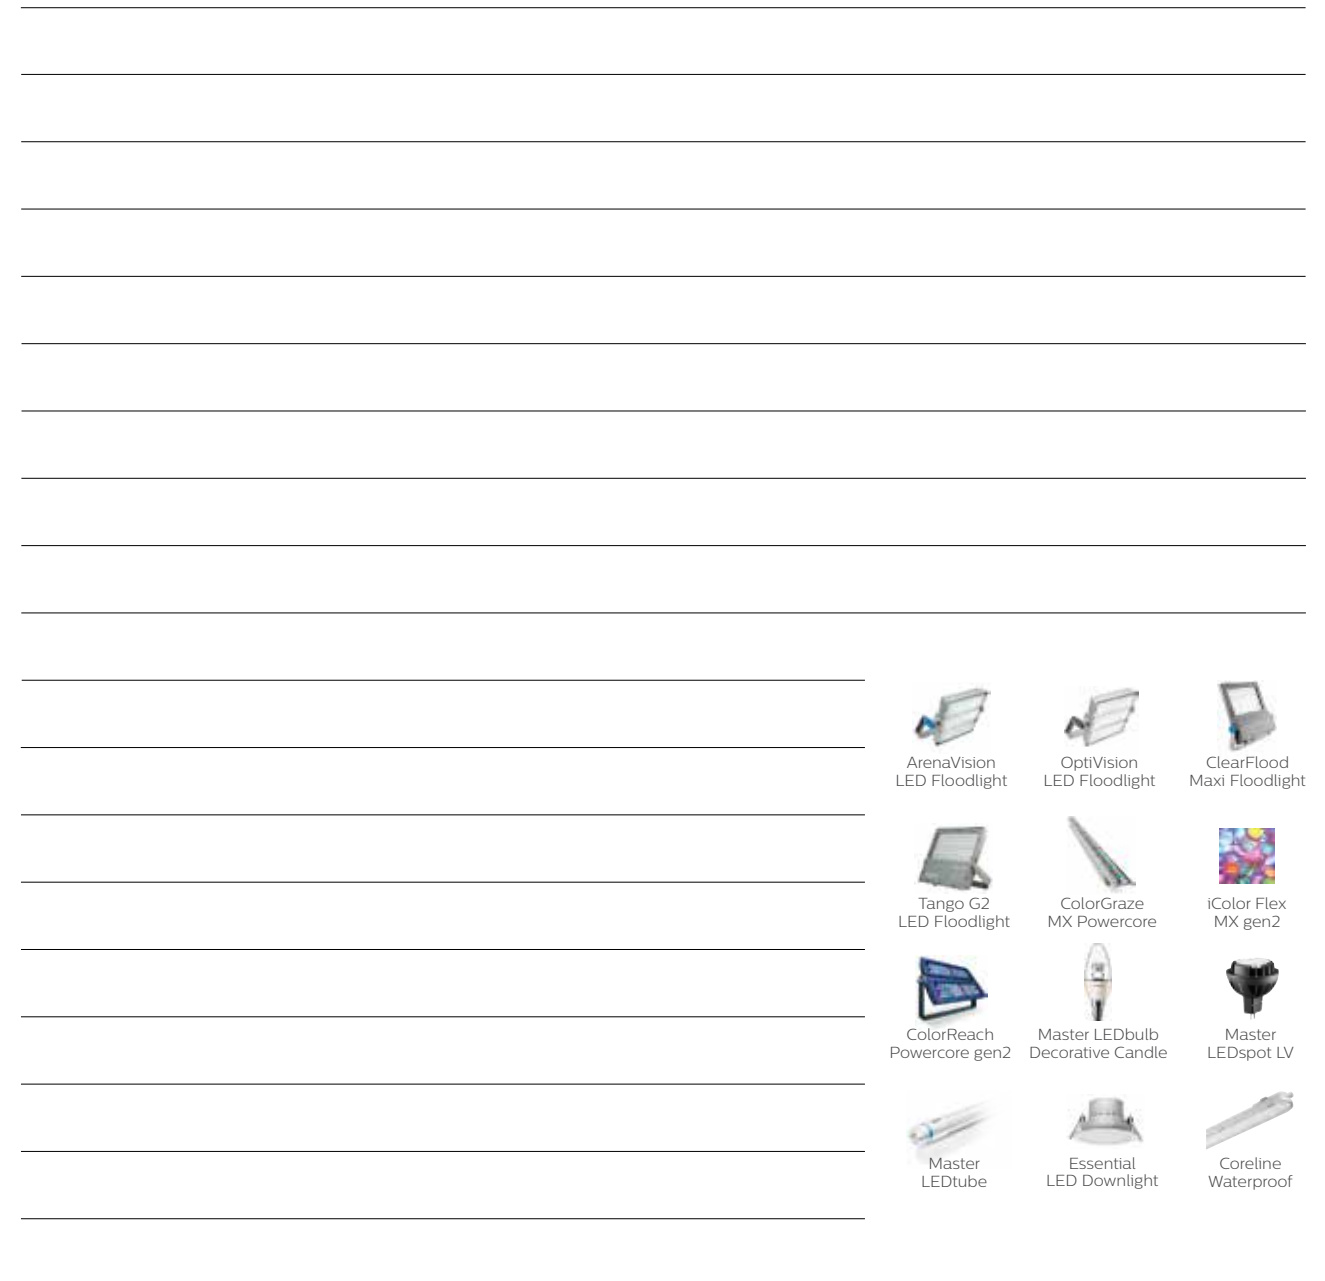 ArenaVision
LED Floodlight
OptiVision
LED Floodlight
ClearFlood
Maxi Floodlight
Tango G2
LED Floodlight
ColorGraze
MX Powercore
iColor Flex
MX gen2
ColorReach
Powercore gen2
Master LEDbulb
Decorative Candle
Master
LEDspot LV
Master
LEDtube
Essential
LED Downlight
Coreline
Waterproof